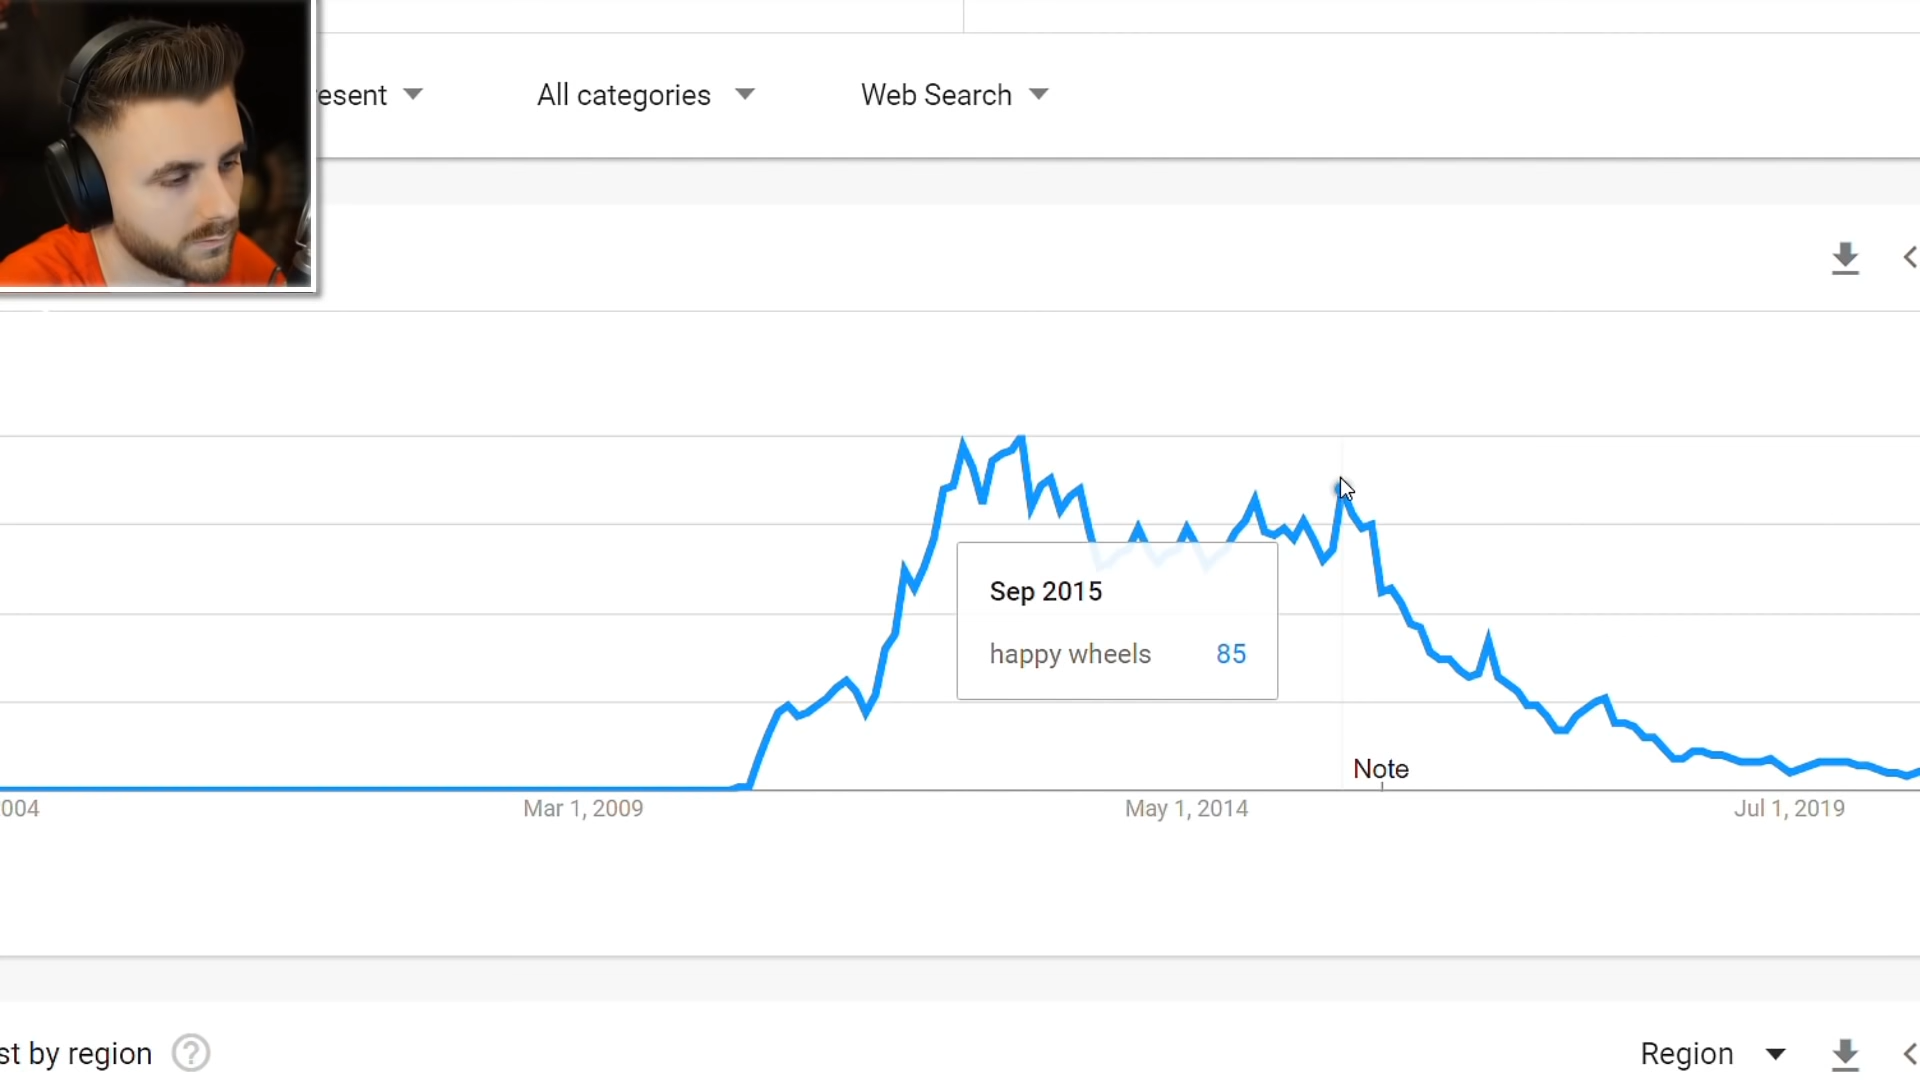 esent
All categories
Web Search
Sep 2015
happy wheels 85
Note
004
Mar 1, 2009
May 1, 2014
Jul 1, 2019
st by region ?
Region